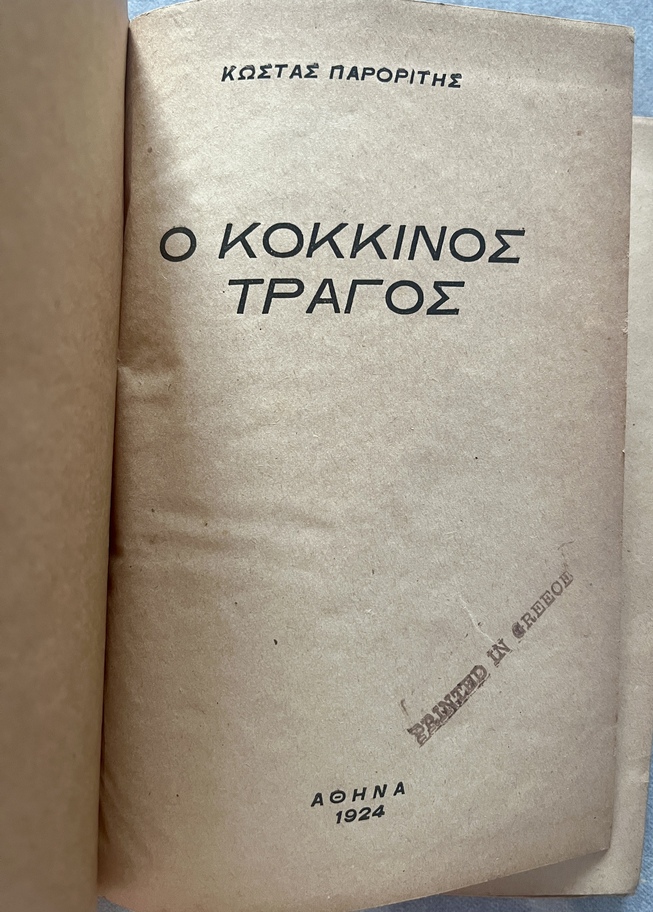 ΚΩΣΤΑΣ ΠΑΡΟΡΙΤΗΣ
Ο ΚΟΚΚΙΝΟΣ
ΤΡΑΓΟΣ
PRINTED IN GREECE
ΑΘΗΝΑ
1924